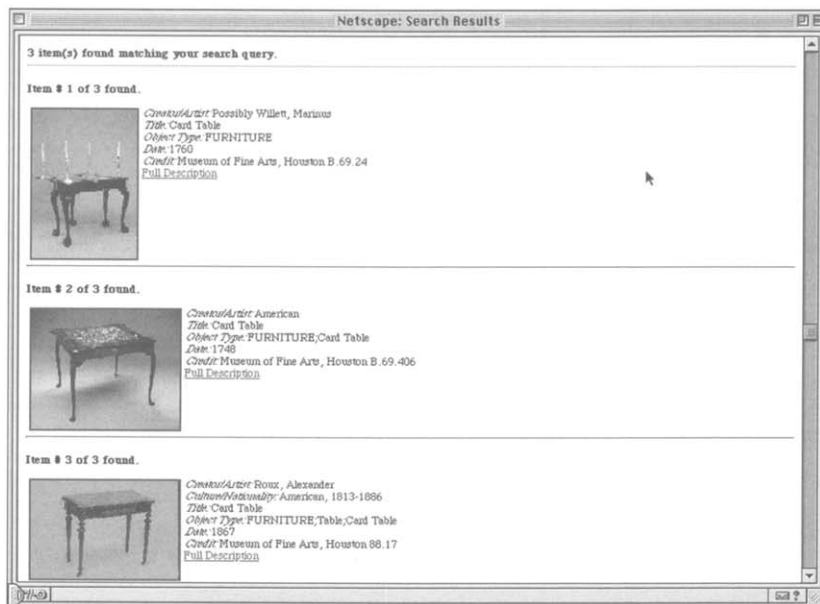 Netscape: Search Results
3 item(s) found matching your search query.
Item # 1 of 3 found.
Creator/Artist: Possibly Willett, Marinus
Title: Card Table
Object Type: FURNITURE
Date: 1760
Credit: Museum of Fine Arts, Houston B.69.24
Full Description
Item # 2 of 3 found.
Creator/Artist: American
Title: Card Table
Object Type: FURNITURE;Card Table
Date: 1748
Credit: Museum of Fine Arts, Houston B.69.406
Full Description
Item # 3 of 3 found.
Creator/Artist: Roux, Alexander
Culture/Nationality: American, 1813-1886
Title: Card Table
Object Type: FURNITURE;Table;Card Table
Date: 1867
Credit: Museum of Fine Arts, Houston 88.17
Full Description
?